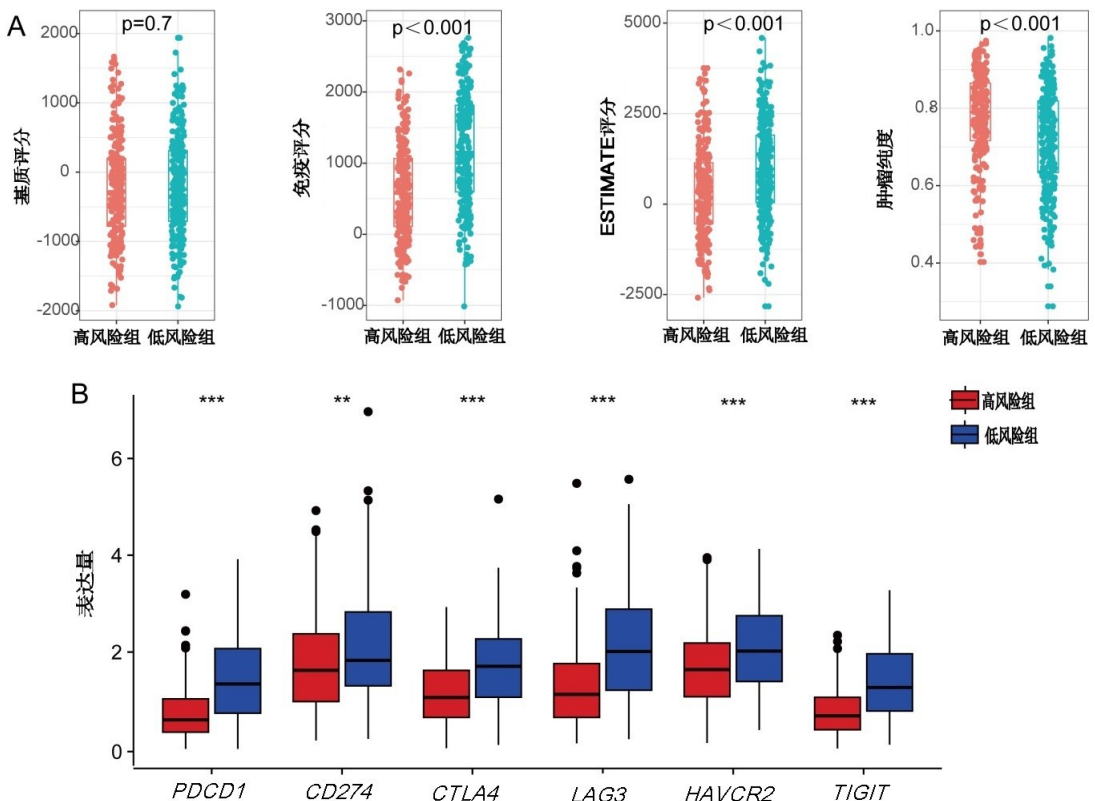 A
p=0.7
基质评分
2000
1000
0
-1000
-2000
高风险组 低风险组
p<0.001
免疫评分
3000
2000
1000
0
-1000
高风险组 低风险组
p<0.001
ESTIMATE评分
5000
2500
0
-2500
高风险组 低风险组
p<0.001
肿瘤纯度
1.0
0.8
0.6
0.4
高风险组 低风险组
B
*** ** *** *** *** ***
高风险组
低风险组
表达量
6
4
2
0
PDCD1 CD274 CTLA4 LAG3 HAVCR2 TIGIT